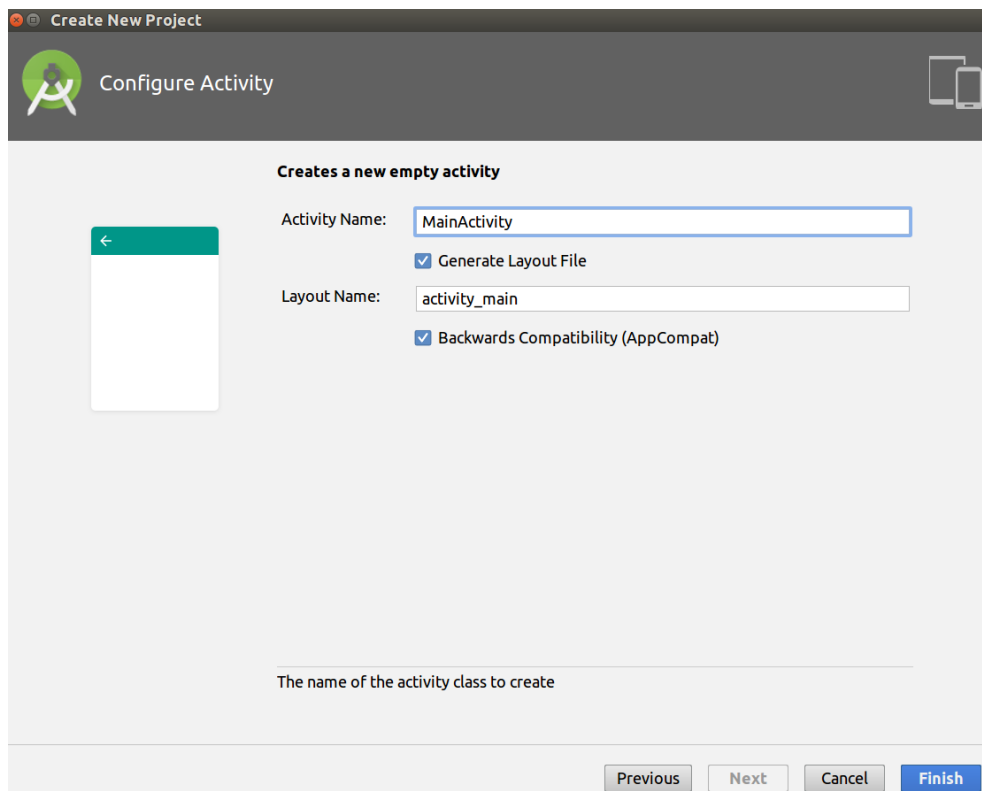 Create New Project
Configure Activity
Creates a new empty activity
Activity Name: MainActivity
Generate Layout File
Layout Name: activity_main
Backwards Compatibility (AppCompat)
The name of the activity class to create
Previous Next Cancel Finish